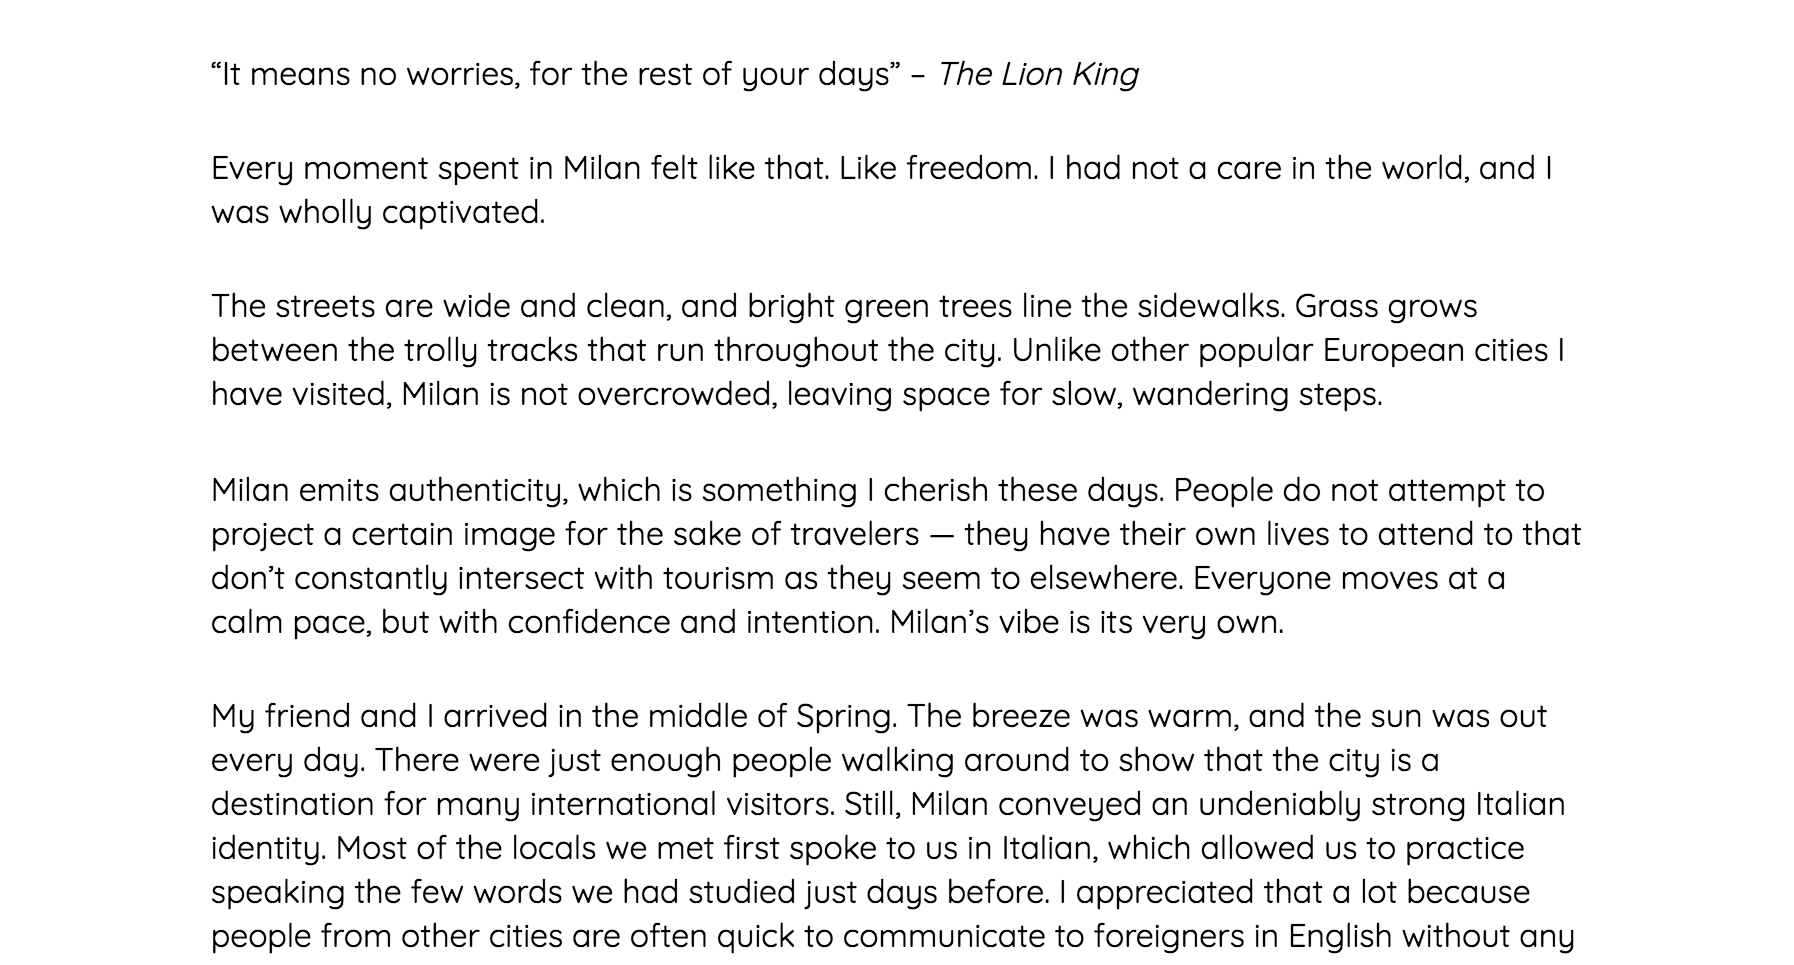 “It means no worries, for the rest of your days” – The Lion King
Every moment spent in Milan felt like that. Like freedom. I had not a care in the world, and I
was wholly captivated.
The streets are wide and clean, and bright green trees line the sidewalks. Grass grows
between the trolly tracks that run throughout the city. Unlike other popular European cities I
have visited, Milan is not overcrowded, leaving space for slow, wandering steps.
Milan emits authenticity, which is something I cherish these days. People do not attempt to
project a certain image for the sake of travelers — they have their own lives to attend to that
don’t constantly intersect with tourism as they seem to elsewhere. Everyone moves at a
calm pace, but with confidence and intention. Milan’s vibe is its very own.
My friend and I arrived in the middle of Spring. The breeze was warm, and the sun was out
every day. There were just enough people walking around to show that the city is a
destination for many international visitors. Still, Milan conveyed an undeniably strong Italian
identity. Most of the locals we met first spoke to us in Italian, which allowed us to practice
speaking the few words we had studied just days before. I appreciated that a lot because
people from other cities are often quick to communicate to foreigners in English without any